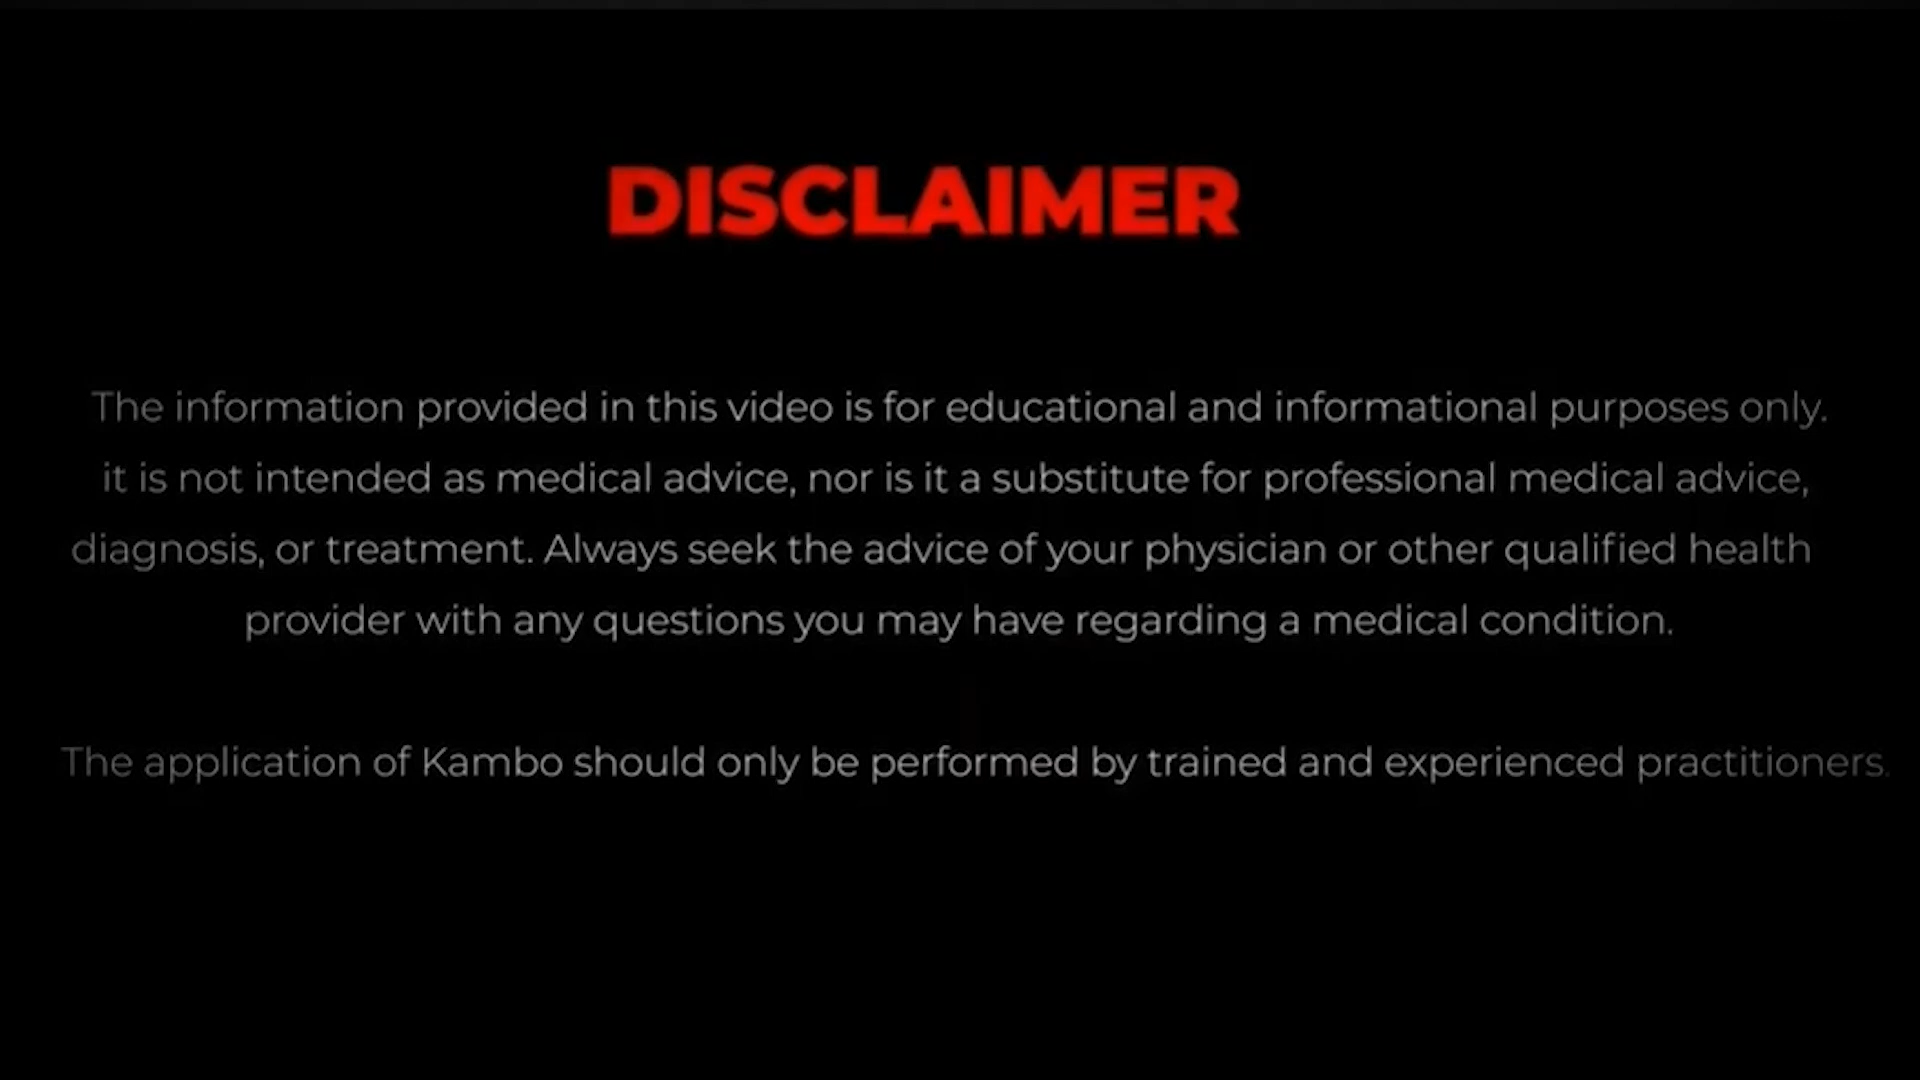 DISCLAIMER
The information provided in this video is for educational and informational purposes only.
it is not intended as medical advice, nor is it a substitute for professional medical advice,
diagnosis, or treatment. Always seek the advice of your physician or other qualified health
provider with any questions you may have regarding a medical condition.
The application of Kambo should only be performed by trained and experienced practitioners.